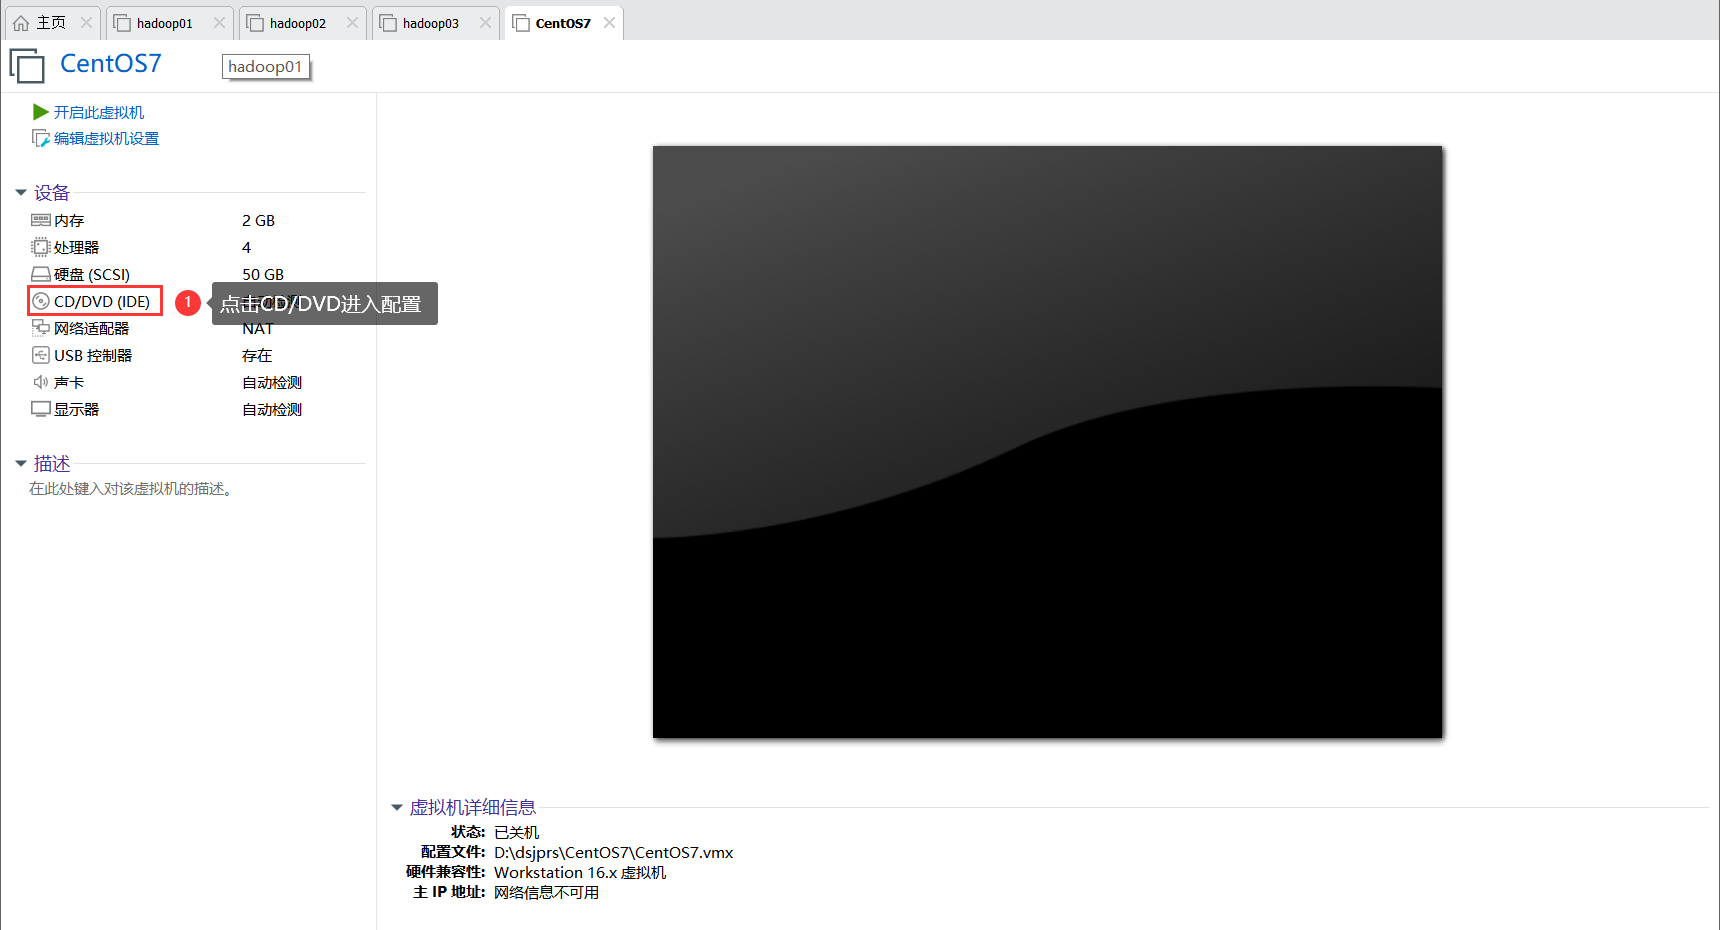 主页
hadoop01
hadoop02
hadoop03
CentOS7
CentOS7
hadoop01
开启此虚拟机
编辑虚拟机设置
设备
内存 2 GB
处理器 4
硬盘 (SCSI) 50 GB
CD/DVD (IDE) 1 点击CD/DVD进入配置
网络适配器 NAT
USB 控制器 存在
声卡 自动检测
显示器 自动检测
描述
在此处键入对该虚拟机的描述。
虚拟机详细信息
状态: 已关机
配置文件: D:\dsjprs\CentOS7\CentOS7.vmx
硬件兼容性: Workstation 16.x 虚拟机
主 IP 地址: 网络信息不可用